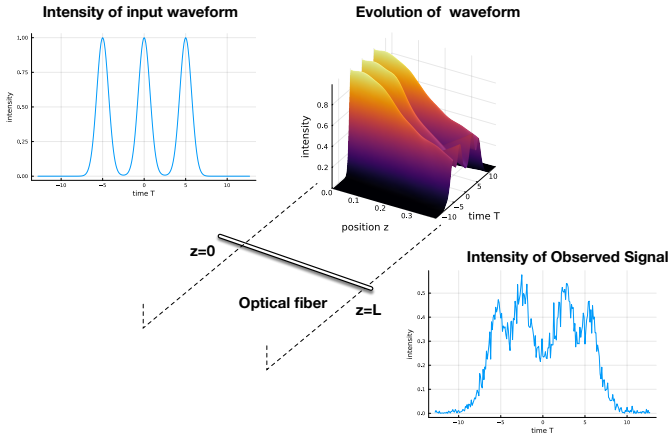 Intensity of input waveform
1.00
0.75
0.50
0.25
0.00
intensity
−10
−5
0
5
10
time T
Evolution of  waveform
0.8
0.6
0.4
0.2
0.0
intensity
0.1
0.2
0.3
position z
−10
−5
0
5
10
time T
z=0
Optical fiber
z=L
Intensity of Observed Signal
0.5
0.4
0.3
0.2
0.1
0.0
intensity
−10
−5
0
5
10
time T